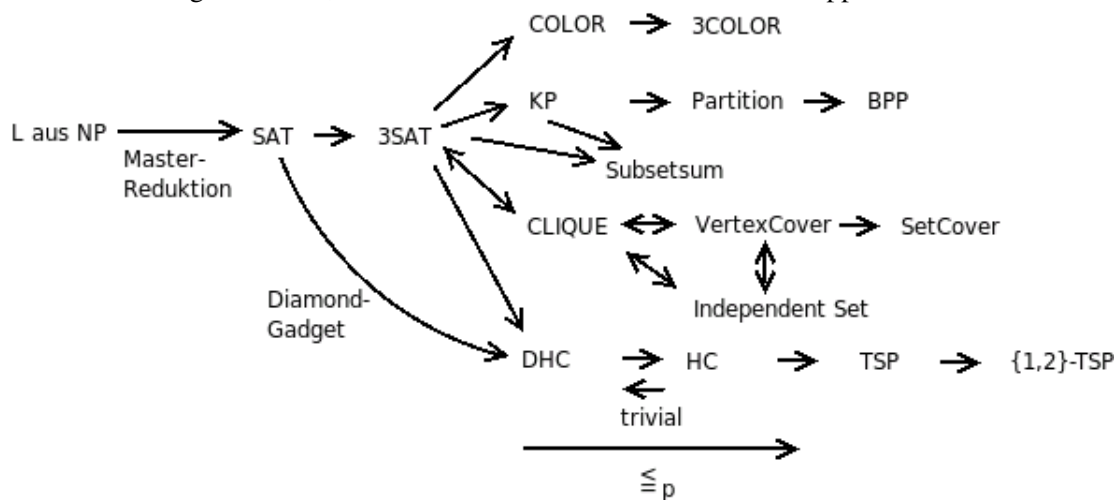 COLOR 3COLOR
KP Partition BPP
L aus NP SAT 3SAT
Master-
Reduktion
Subsetsum
CLIQUE VertexCover SetCover
Diamond-
Gadget
Independent Set
DHC HC TSP {1,2}-TSP
trivial
≦p